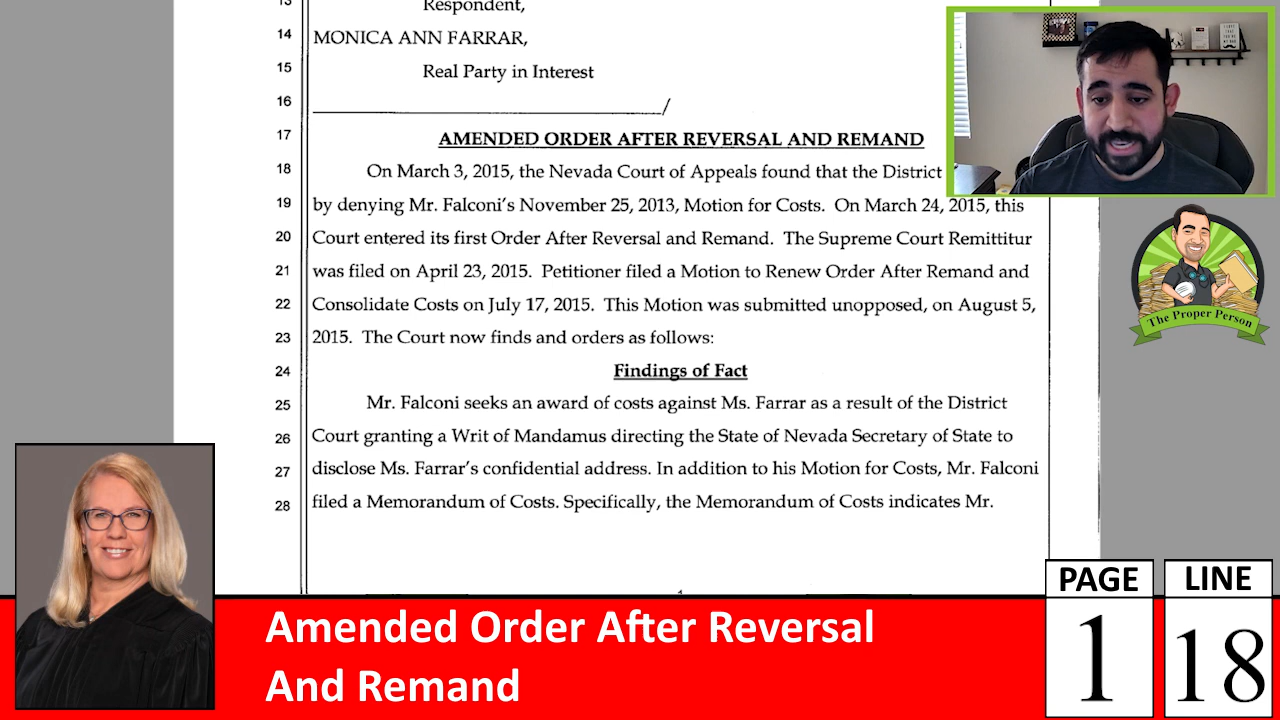 13 Respondent,
14 MONICA ANN FARRAR,
15 Real Party in Interest
16 /
17 AMENDED ORDER AFTER REVERSAL AND REMAND
18 On March 3, 2015, the Nevada Court of Appeals found that the District
19 by denying Mr. Falconi's November 25, 2013, Motion for Costs. On March 24, 2015, this
20 Court entered its first Order After Reversal and Remand. The Supreme Court Remittitur
21 was filed on April 23, 2015. Petitioner filed a Motion to Renew Order After Remand and
22 Consolidate Costs on July 17, 2015. This Motion was submitted unopposed, on August 5,
23 2015. The Court now finds and orders as follows:
24 Findings of Fact
25 Mr. Falconi seeks an award of costs against Ms. Farrar as a result of the District
26 Court granting a Writ of Mandamus directing the State of Nevada Secretary of State to
27 disclose Ms. Farrar's confidential address. In addition to his Motion for Costs, Mr. Falconi
28 filed a Memorandum of Costs. Specifically, the Memorandum of Costs indicates Mr.
The Proper Person
Amended Order After Reversal
And Remand
PAGE
1
LINE
18